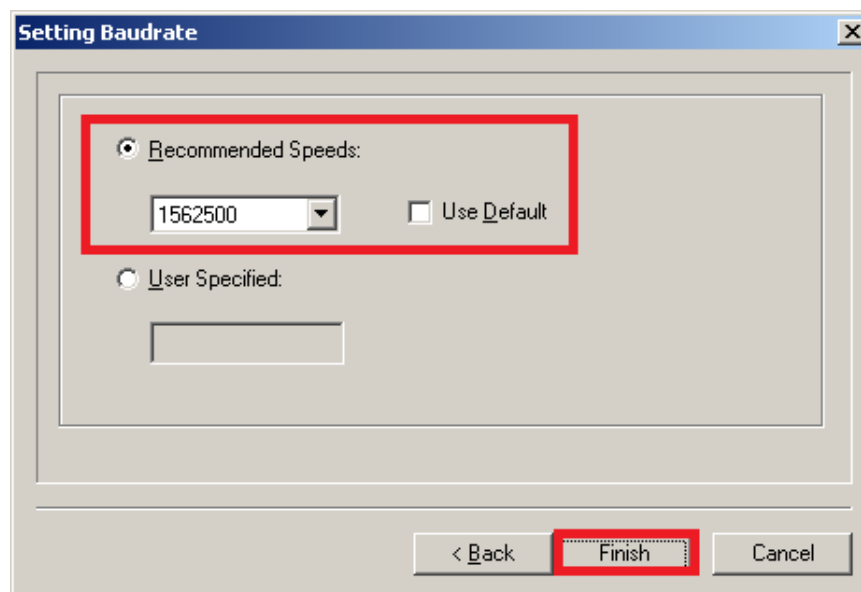 Setting Baudrate
Recommended Speeds:
1562500 Use Default
User Specified:
< Back Finish Cancel